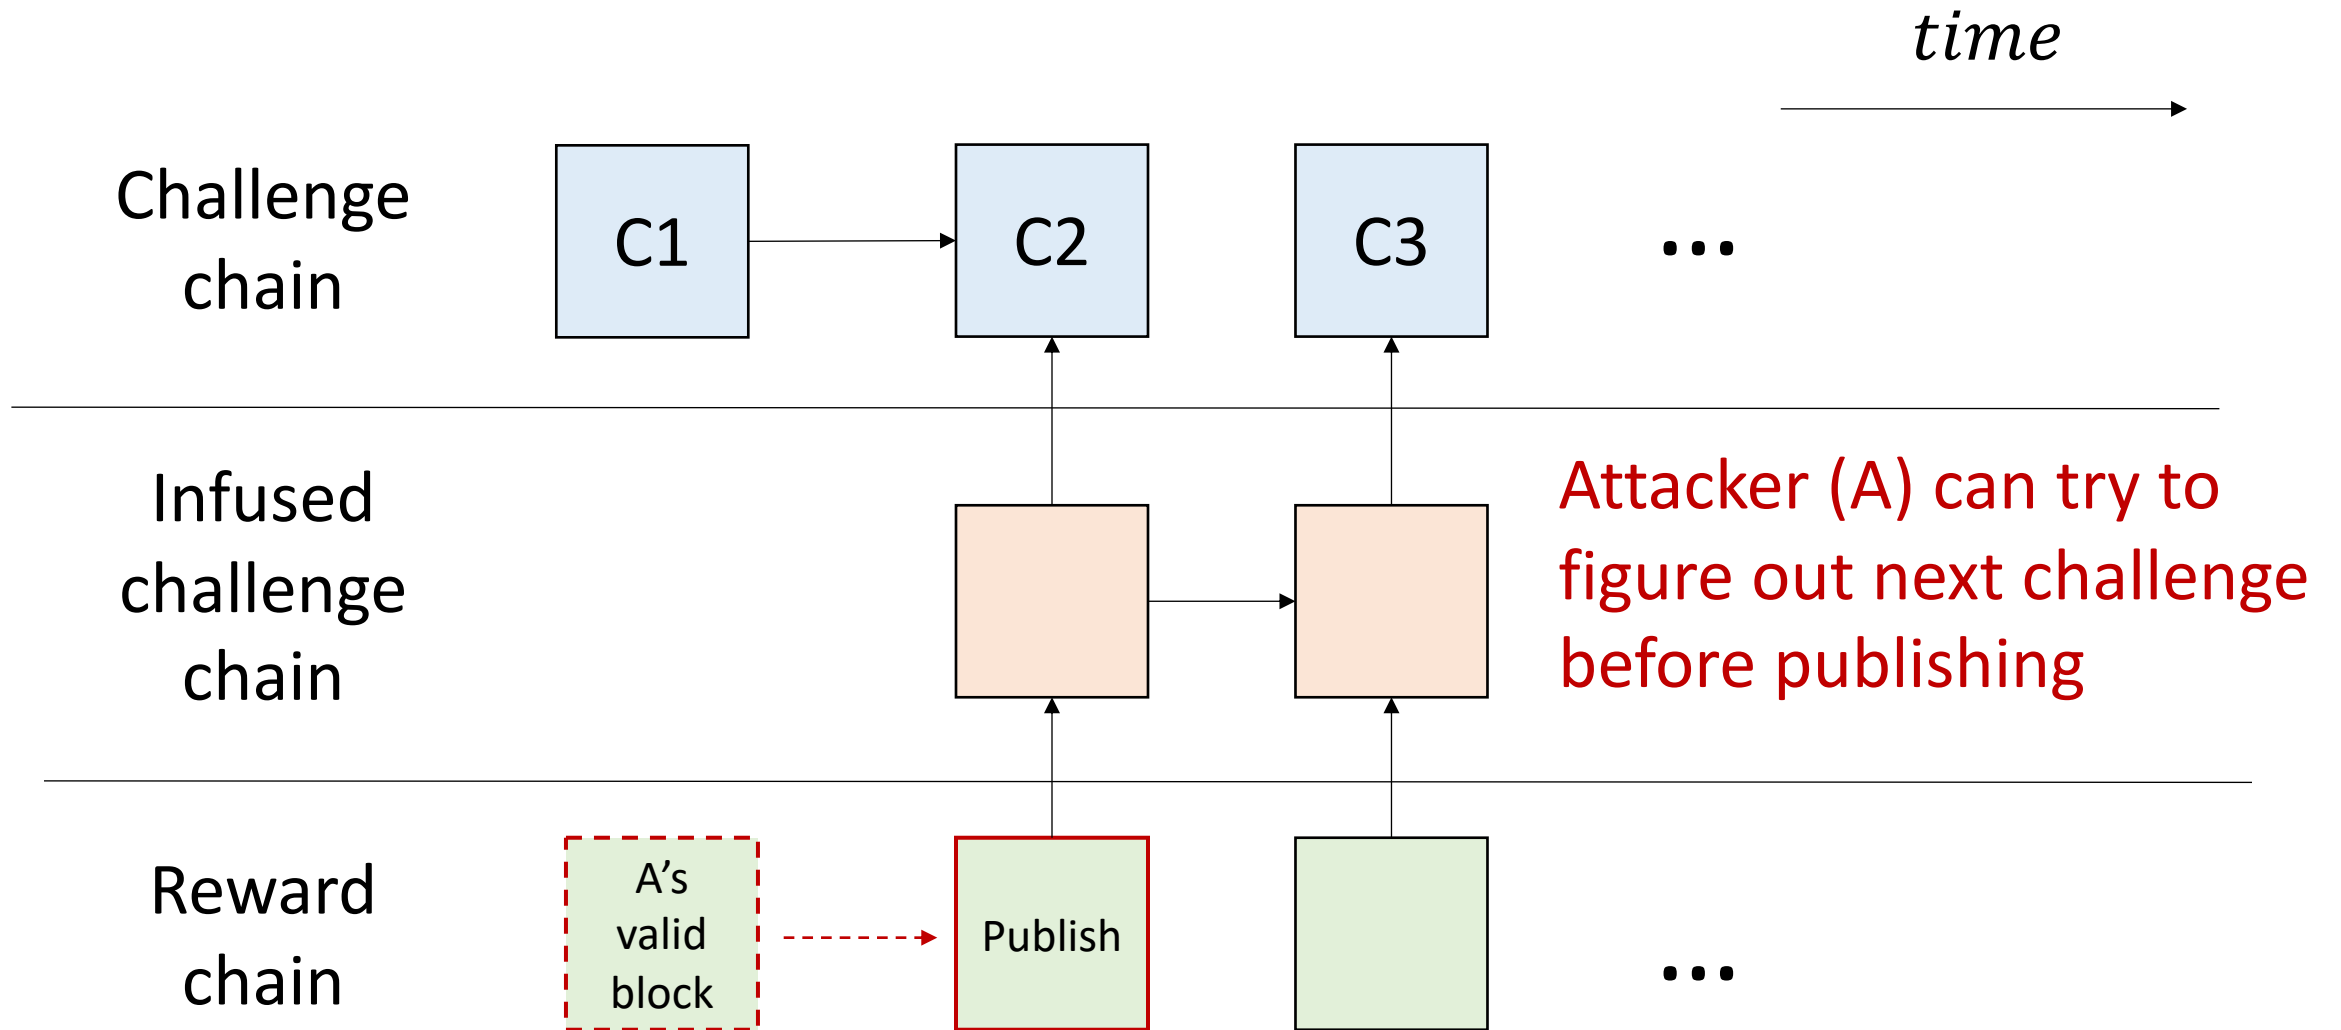 time
Challenge
chain
C1
C2
C3
...
Infused
challenge
chain
Attacker (A) can try to
figure out next challenge
before publishing
Reward
chain
A’s
valid
block
Publish
...